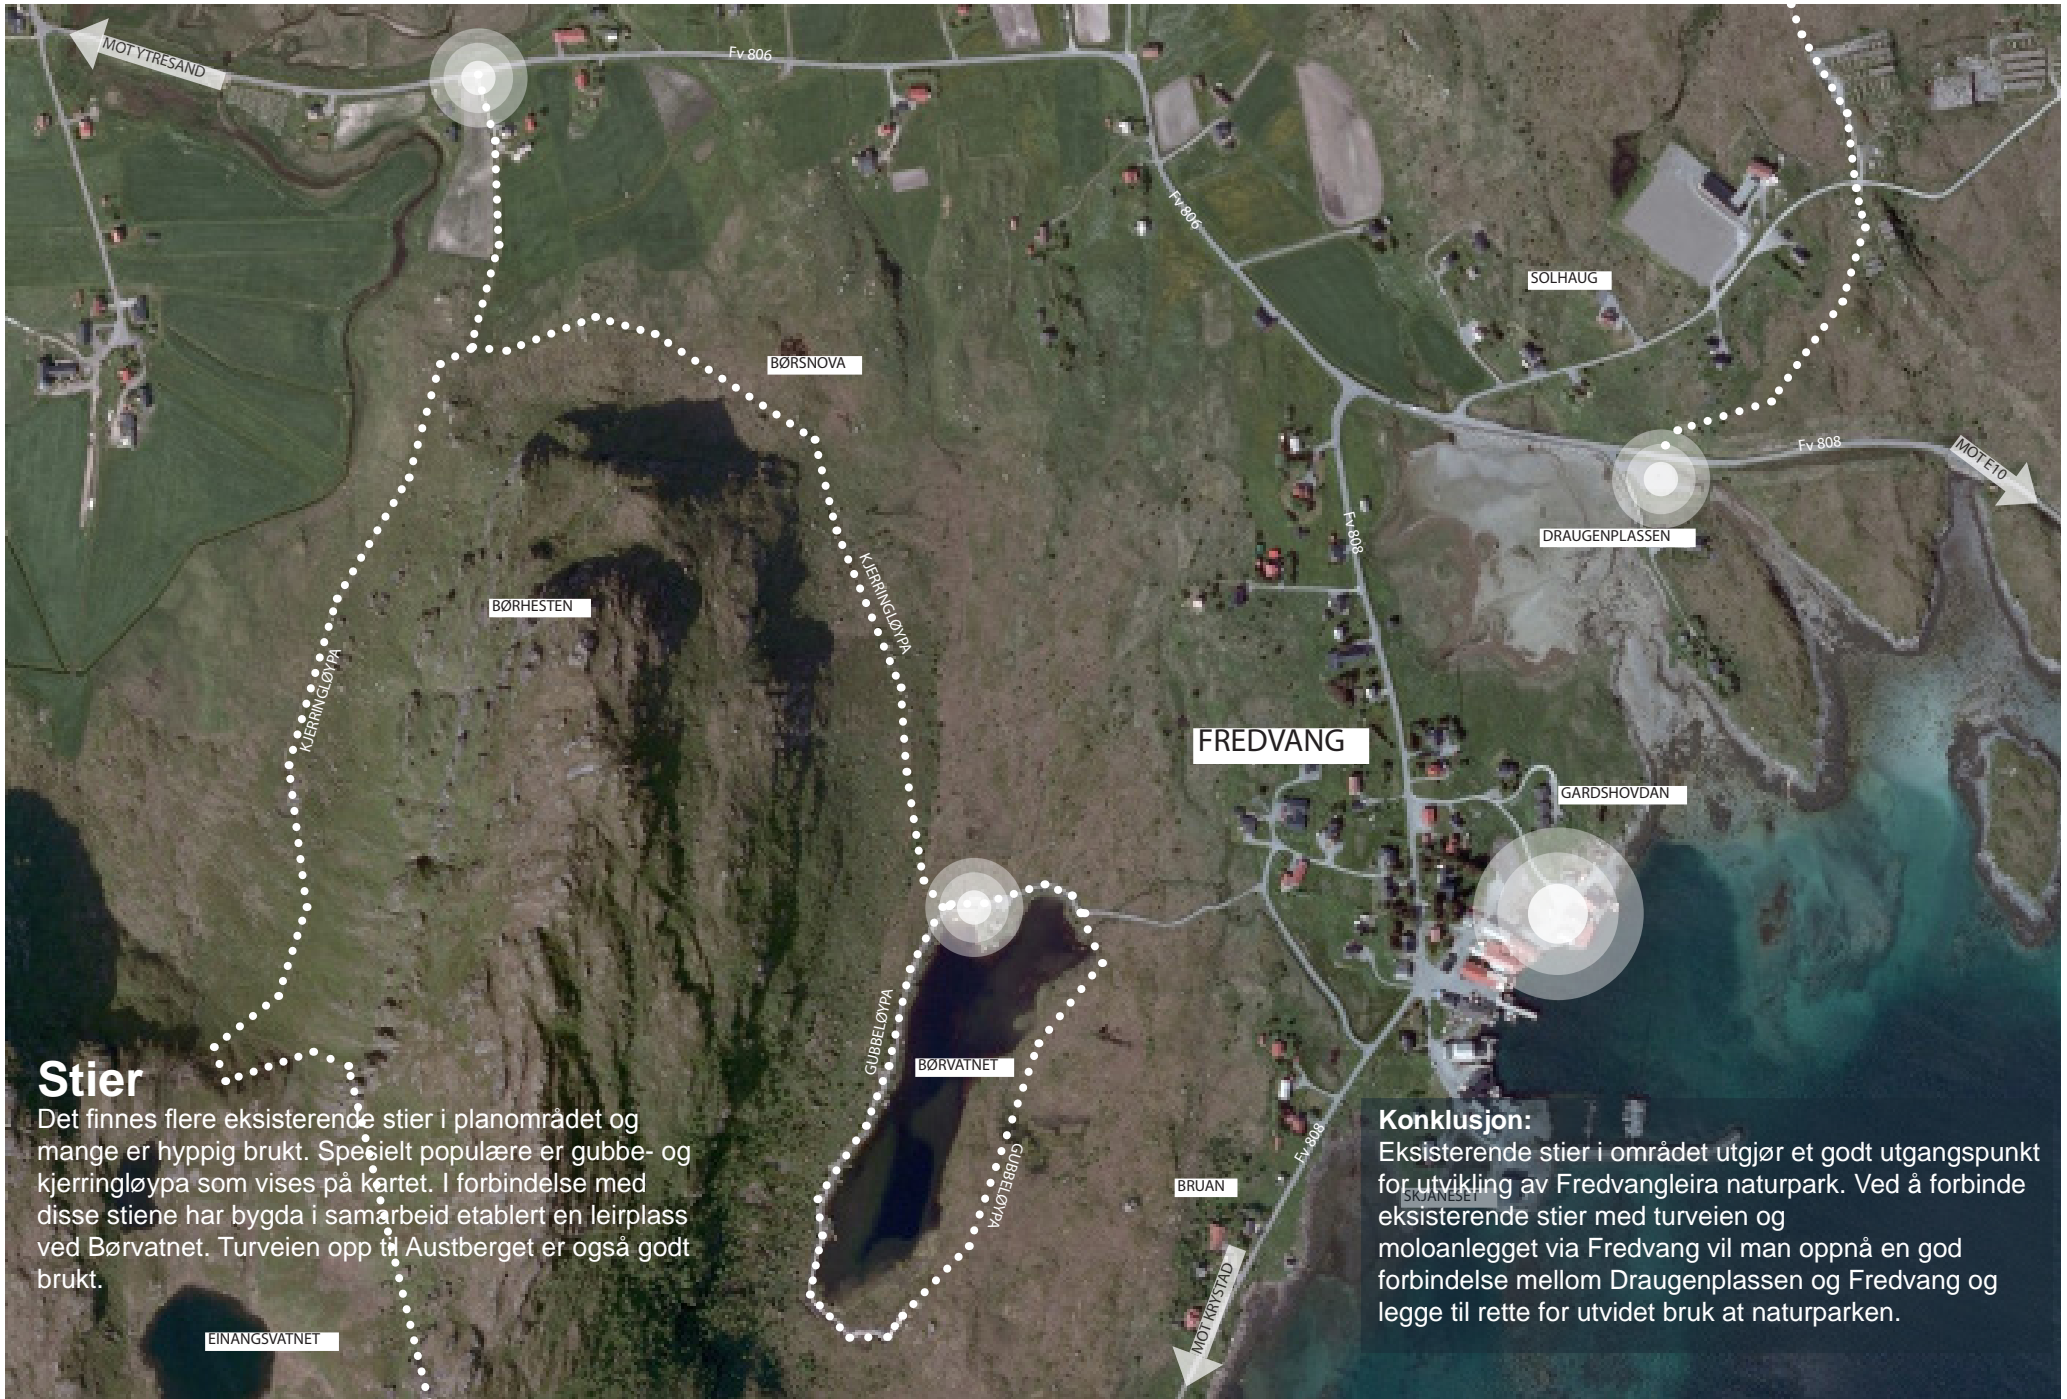 MOT YTRESAND
Fv 806
Fv 806
SOLHAUG
BØRSNOVA
Fv 808
MOT E10
Fv 808
DRAUGENPLASSEN
KJERRINGLØYPA
BØRHESTEN
KJERRINGLØYPA
FREDVANG
GARDSHOVDAN
GUBBELØYPA
BØRVATNET
Stier
Det finnes flere eksisterende stier i planområdet og
mange er hyppig brukt. Spesielt populære er gubbe- og
kjerringløypa som vises på kartet. I forbindelse med
disse stiene har bygda i samarbeid etablert en leirplass
ved Børvatnet. Turveien opp til Austberget er også godt
brukt.
GUBBELØYPA
Fv 808
BRUAN
SKJANESET
MOT KRYSTAD
EINANGSVATNET
Konklusjon:
Eksisterende stier i området utgjør et godt utgangspunkt
for utvikling av Fredvangleira naturpark. Ved å forbinde
eksisterende stier med turveien og
moloanlegget via Fredvang vil man oppnå en god
forbindelse mellom Draugenplassen og Fredvang og
legge til rette for utvidet bruk at naturparken.